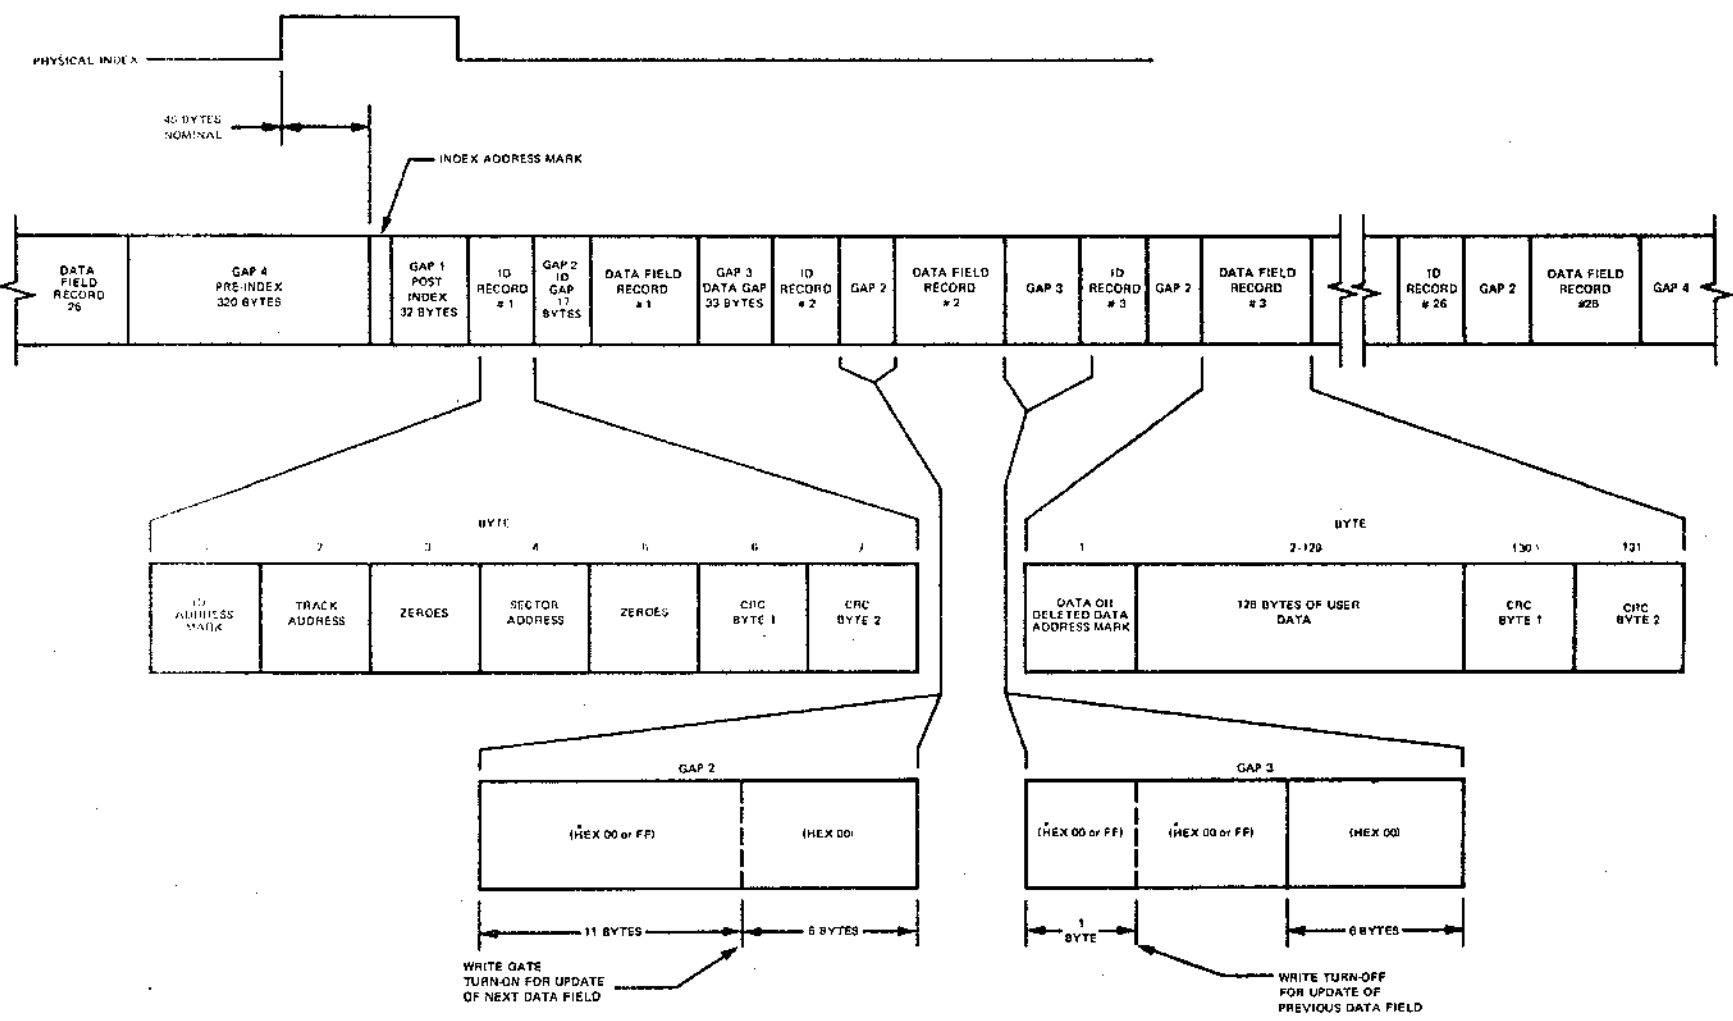 PHYSICAL INDEX
BYTES
NOMINAL
INDEX ADDRESS MARK
DATA
FIELD
RECORD
26
GAP 4
PRE-INDEX
320 BYTES
GAP 1
POST
INDEX
32 BYTES
ID
RECORD
# 1
GAP 2
ID
GAP
17
BYTES
DATA FIELD
RECORD
#1
GAP 3
DATA GAP
33 BYTES
ID
RECORD
# 2
GAP 2
DATA FIELD
RECORD
#2
GAP 3
ID
RECORD
# 3
GAP 2
DATA FIELD
RECORD
#3
ID
RECORD
# 26
GAP 2
DATA FIELD
RECORD
GAP 4
BYTE
2 3 4 5 6 7
ID
ADDRESS
MARK
TRACK
ADDRESS
ZEROES
SECTOR
ADDRESS
ZEROES
CRC
BYTE 1
CRC
BYTE 2
BYTE
1 131
DATA OR
DELETED DATA
ADDRESS MARK
128 BYTES OF USER
DATA
CRC
BYTE 1
CRC
BYTE 2
GAP 2
*
(HEX 00 or FF)
(HEX 00)
11 BYTES
6 BYTES
WRITE GATE
TURN-ON FOR UPDATE
OF NEXT DATA FIELD
GAP 3
*
(HEX 00 or FF)
*
(HEX 00 or FF)
(HEX 00)
1
BYTE
6 BYTES
WRITE TURN-OFF
FOR UPDATE OF
PREVIOUS DATA FIELD